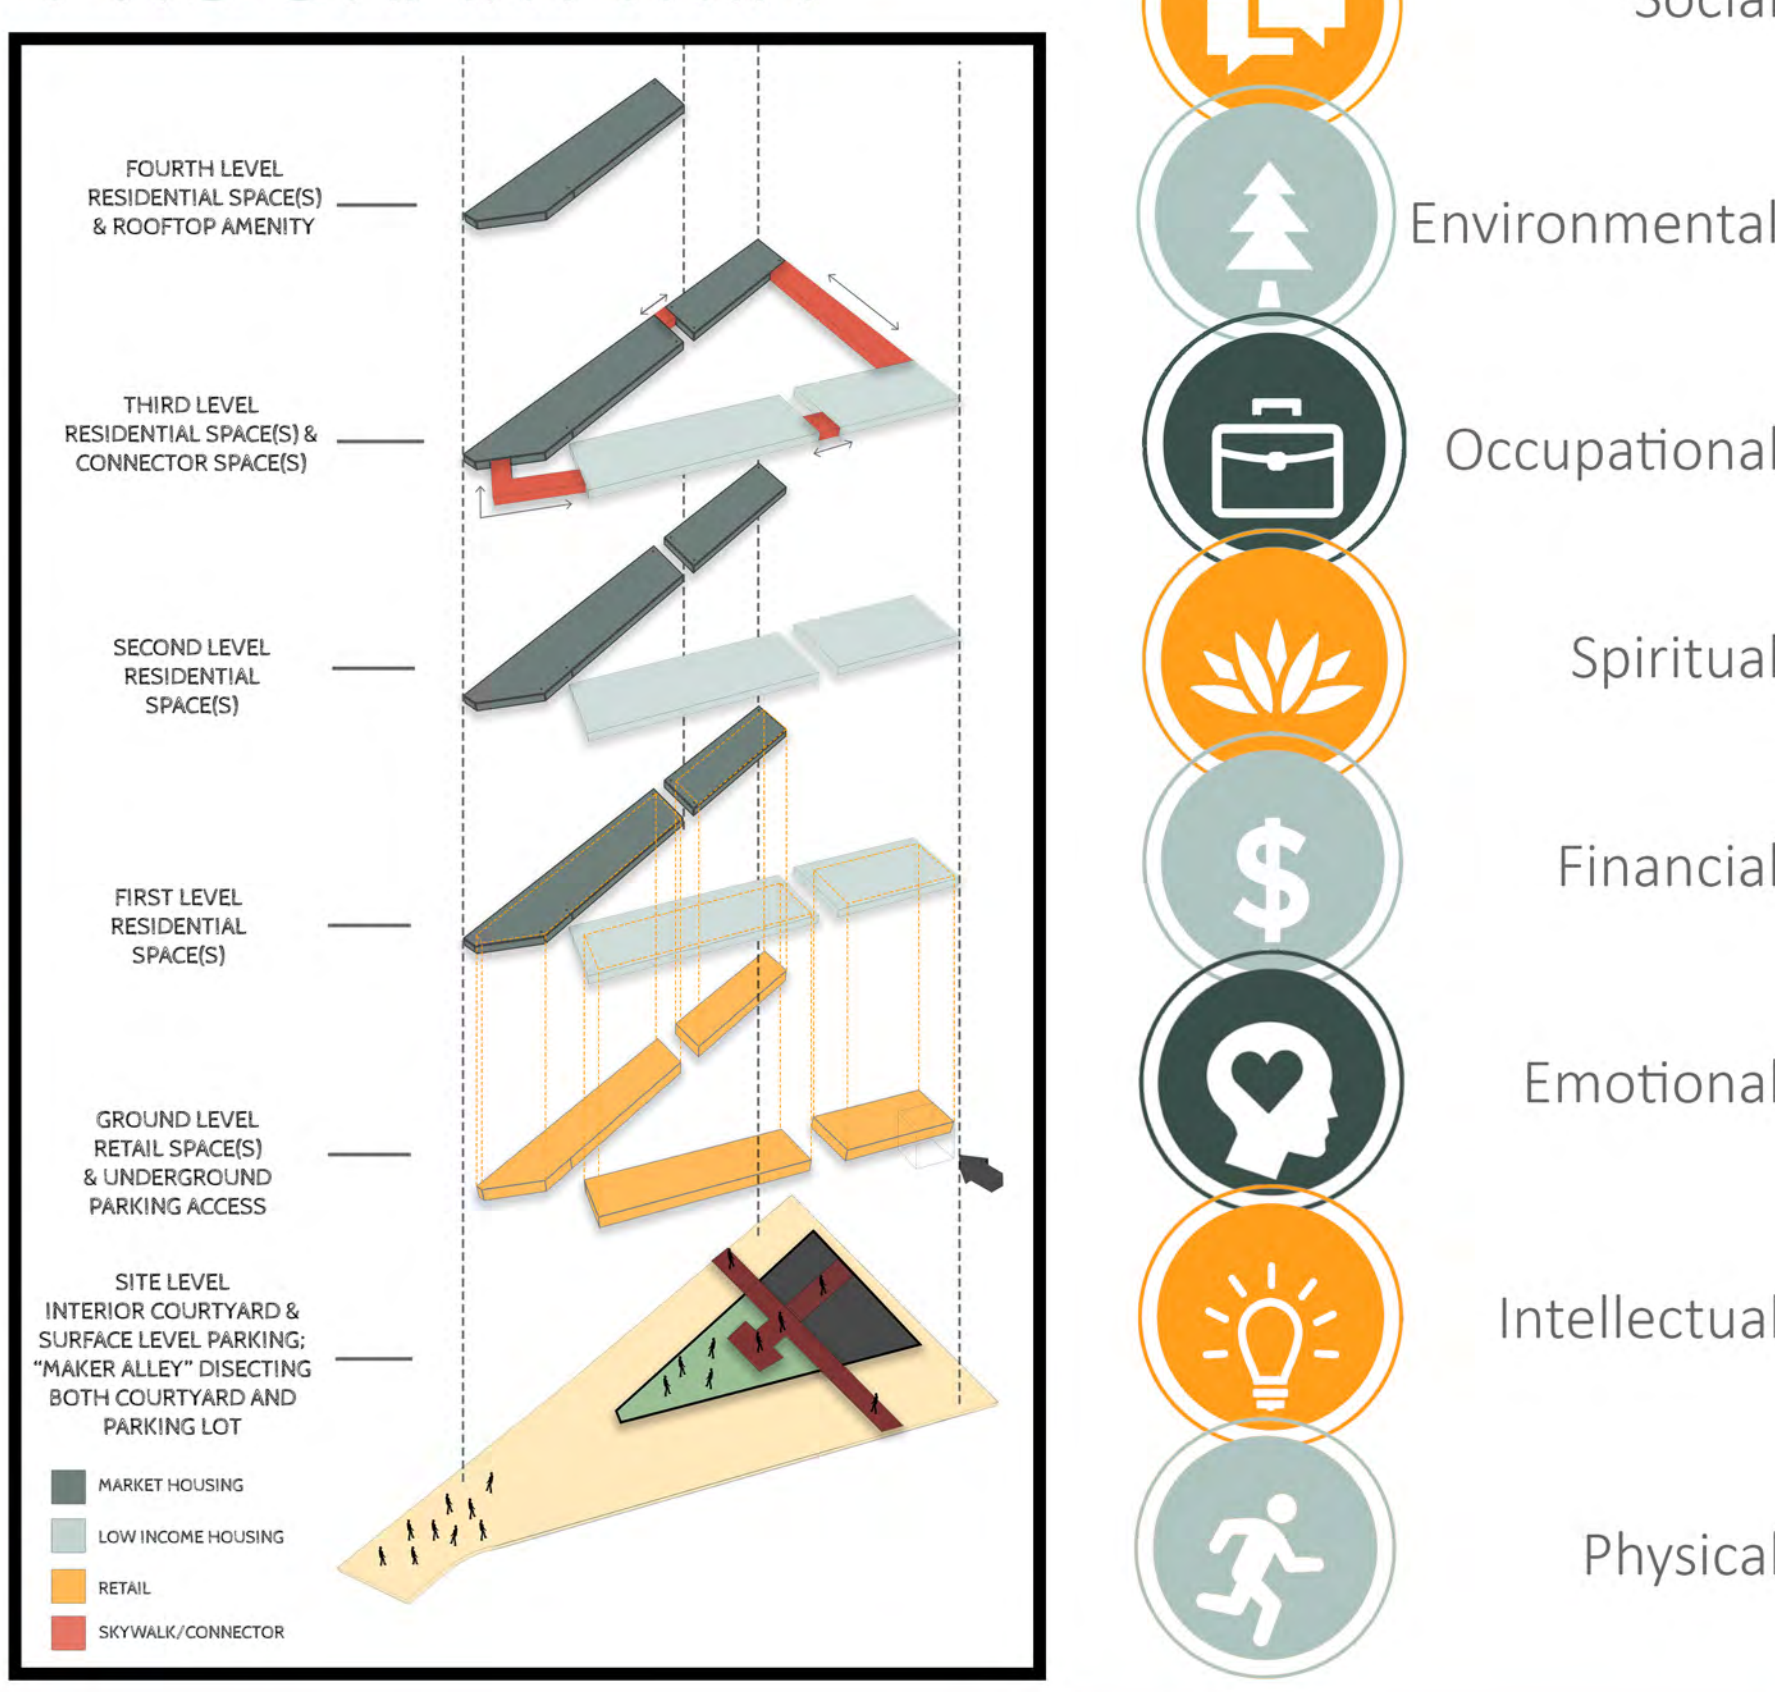 FOURTH LEVEL
RESIDENTIAL SPACE(S)
& ROOFTOP AMENITY
THIRD LEVEL
RESIDENTIAL SPACE(S) &
CONNECTOR SPACE(S)
SECOND LEVEL
RESIDENTIAL
SPACE(S)
FIRST LEVEL
RESIDENTIAL
SPACE(S)
GROUND LEVEL
RETAIL SPACE(S)
& UNDERGROUND
PARKING ACCESS
SITE LEVEL
INTERIOR COURTYARD &
SURFACE LEVEL PARKING;
“MAKER ALLEY” DISECTING
BOTH COURTYARD AND
PARKING LOT
MARKET HOUSING
LOW INCOME HOUSING
RETAIL
SKYWALK/CONNECTOR
Social
Environmental
Occupational
Spiritual
$
Financial
Emotional
Intellectual
Physical